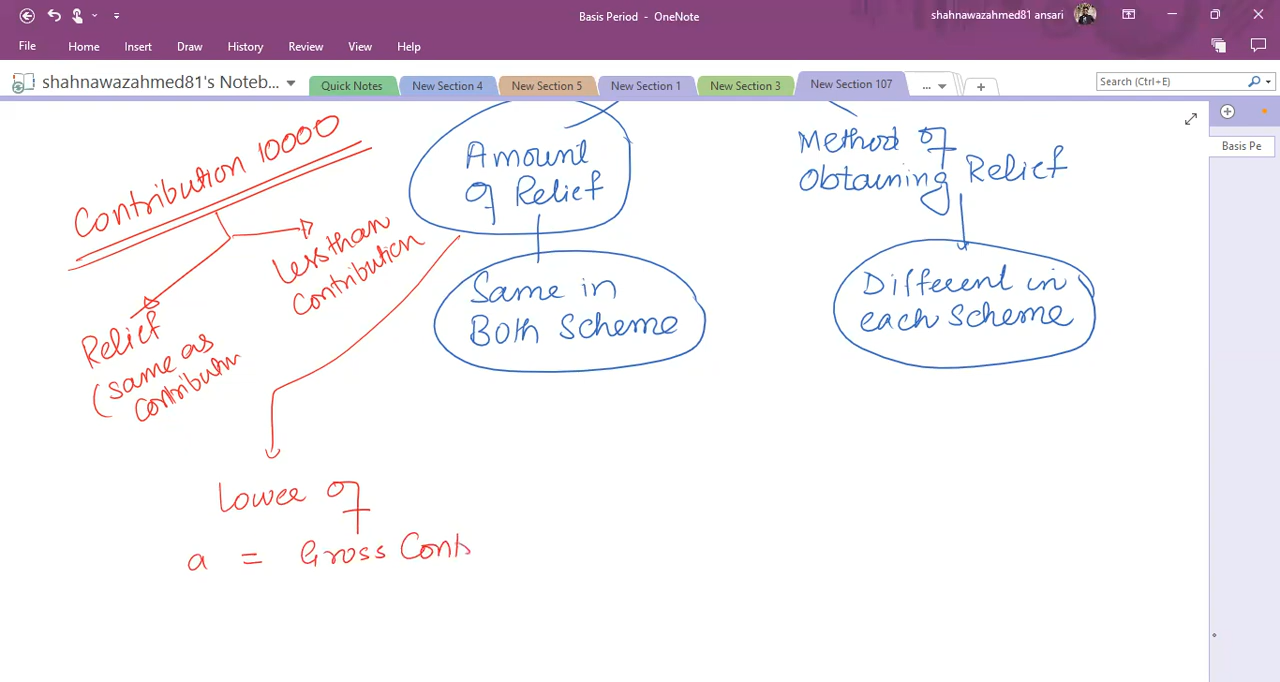 Basis Period - OneNote
shahnawazahmed81 ansari
File Home Insert Draw History Review View Help
shahnawazahmed81's Noteb...
Quick Notes
New Section 4
New Section 5
New Section 1
New Section 3
New Section 107
...
Search (Ctrl+E)
Basis Pe
Contribution 10000
Less than
Contribution
Relief
(same as
Contributn
Amount
of Relief
Same in
Both Scheme
Method of
Obtaining Relief
Different in
each Scheme
Lower of
a = Gross Cont